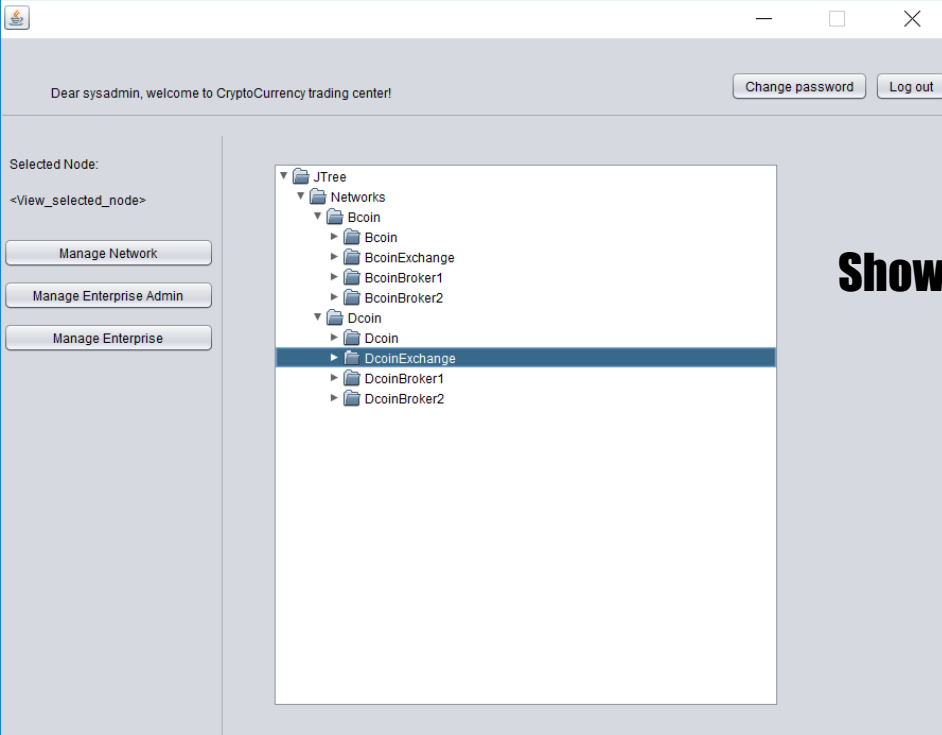 Dear sysadmin, welcome to CryptoCurrency trading center!
Change password
Log out
Selected Node:
<View_selected_node>
Manage Network
Manage Enterprise Admin
Manage Enterprise
JTree
Networks
Bcoin
Bcoin
BcoinExchange
BcoinBroker1
BcoinBroker2
Dcoin
Dcoin
DcoinExchange
DcoinBroker1
DcoinBroker2
Show